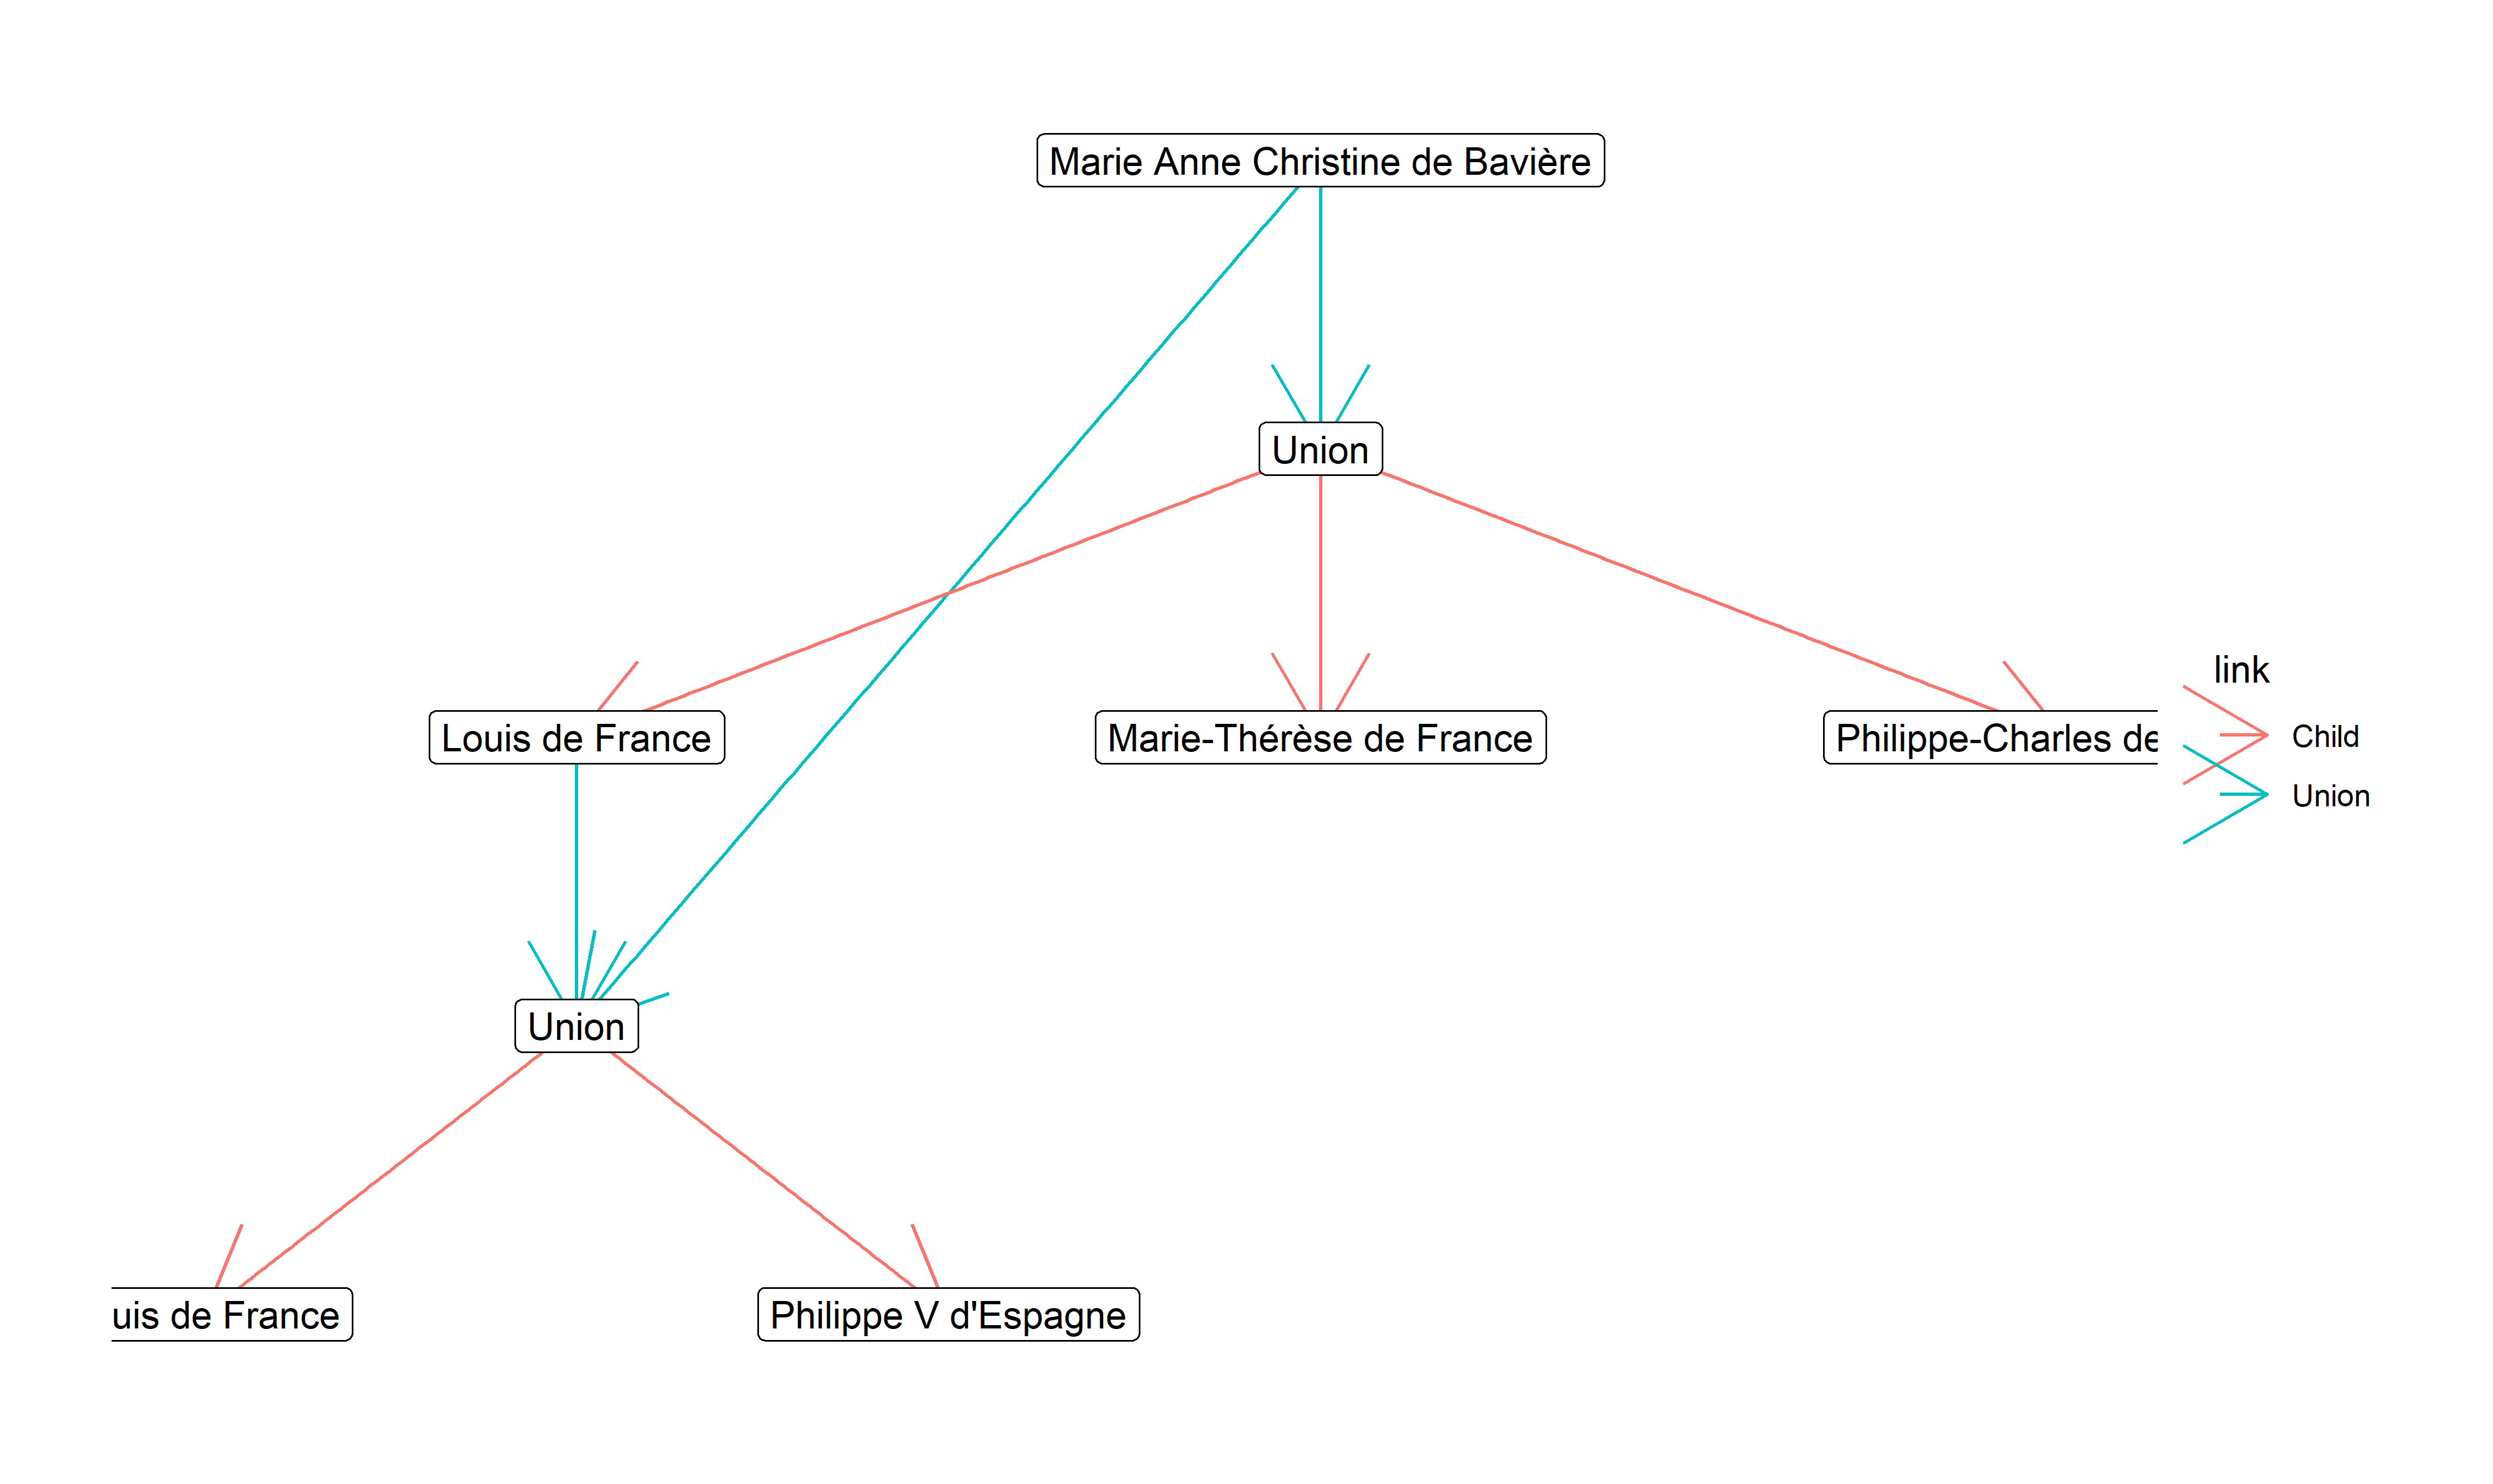 Marie Anne Christine de Bavière
Union
link
Louis de France
Marie-Thérèse de France
Philippe-Charles de
Child
Union
Union
uis de France
Philippe V d'Espagne